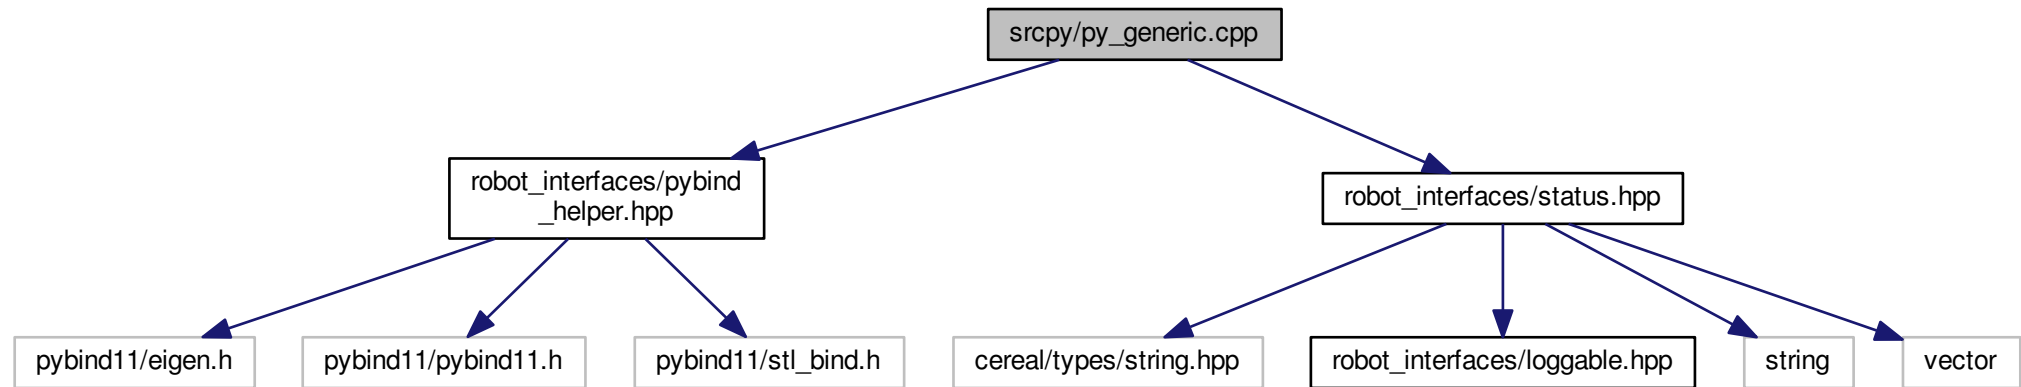 srcpy/py_generic.cpp
robot_interfaces/pybind
_helper.hpp
robot_interfaces/status.hpp
pybind11/eigen.h
pybind11/pybind11.h
pybind11/stl_bind.h
cereal/types/string.hpp
robot_interfaces/loggable.hpp
string
vector